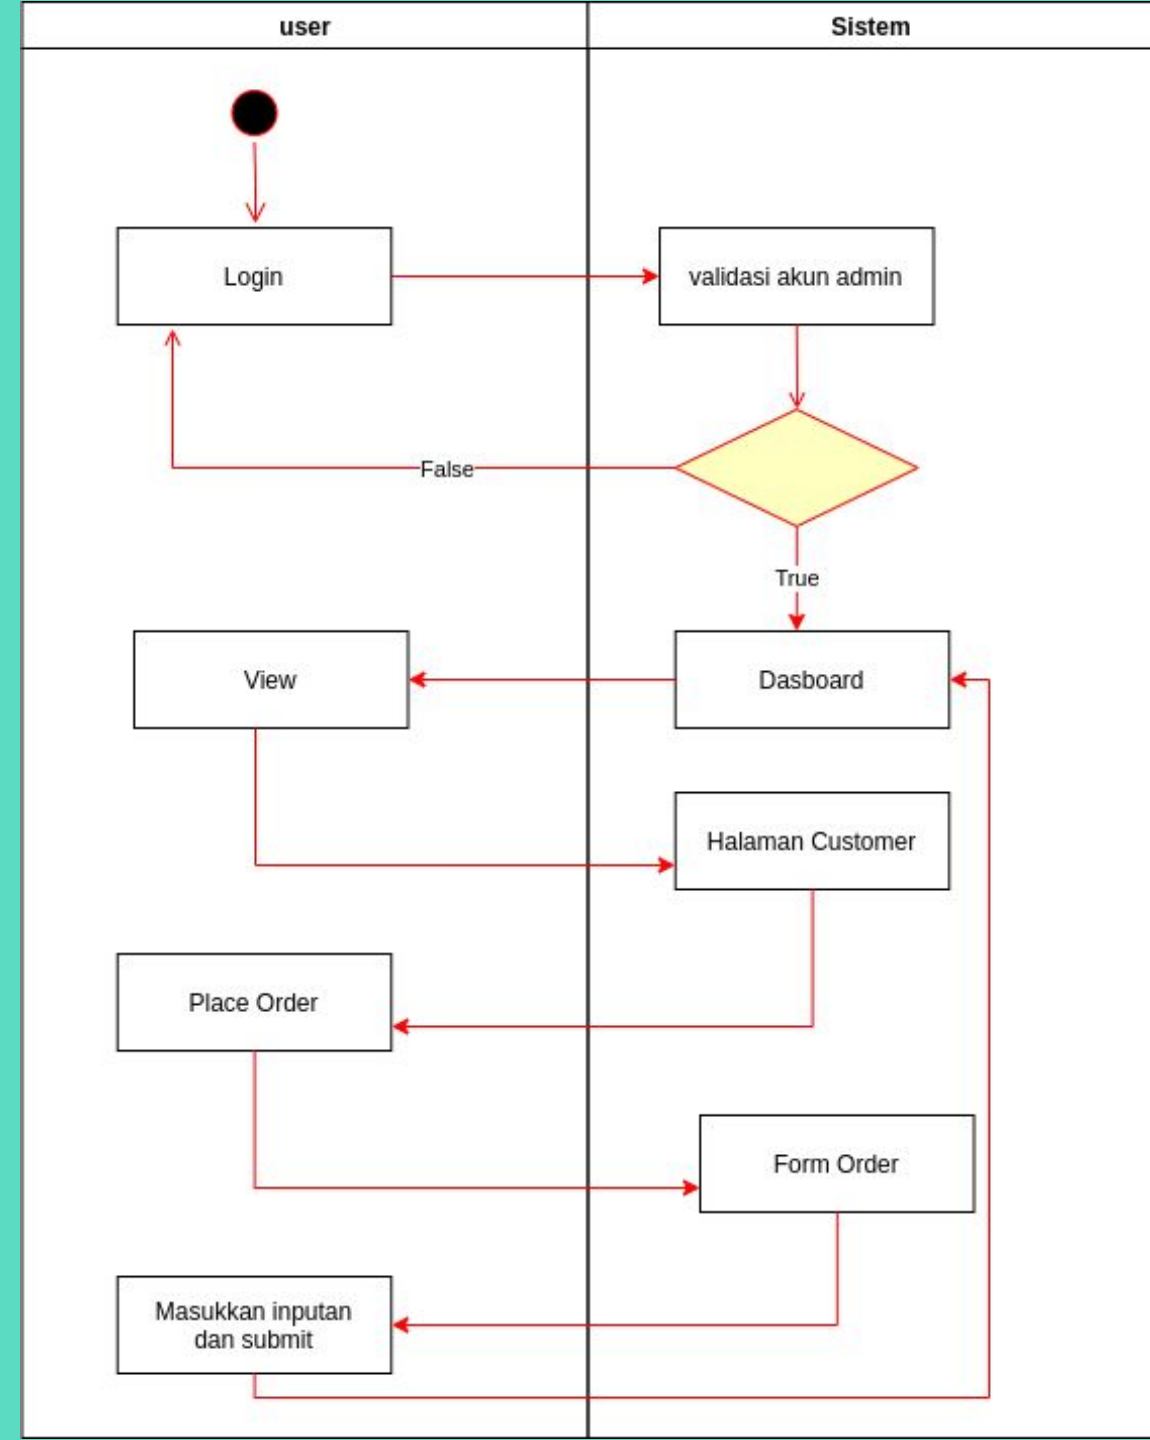 user
Sistem
Login
validasi akun admin
False
True
View
Dasboard
Halaman Customer
Place Order
Form Order
Masukkan inputan
dan submit